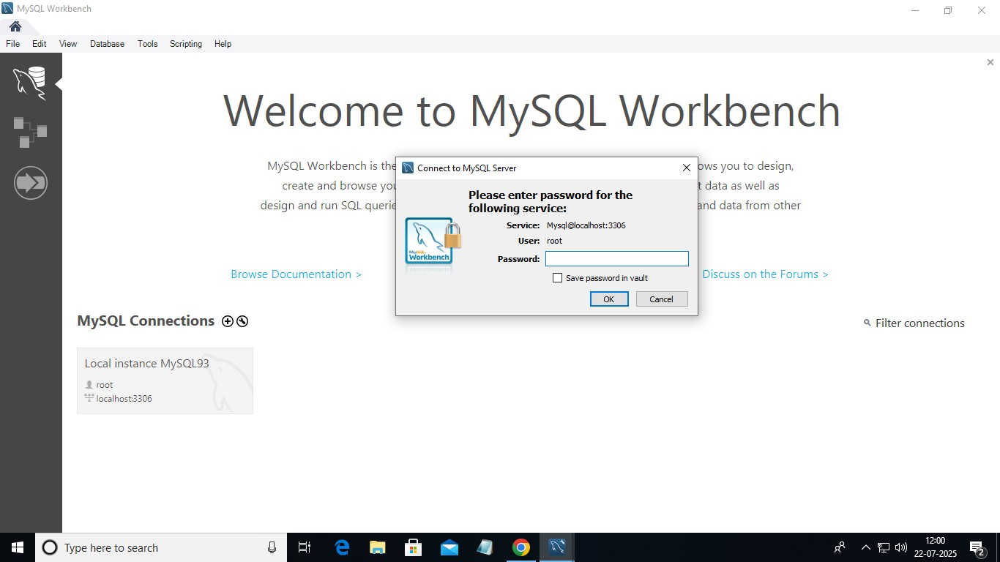 MySQL Workbench
File Edit View Database Tools Scripting Help
Welcome to MySQL Workbench
MySQL Workbench is the
ows you to design,
create and browse you
t data as well as
design and run SQL querie
and data from other
Connect to MySQL Server
Please enter password for the
following service:
Service: Mysql@localhost:3306
User: root
Password:
Save password in vault
OK Cancel
MySQL
Workbench
Browse Documentation >
Discuss on the Forums >
MySQL Connections
Filter connections
Local instance MySQL93
root
localhost:3306
Type here to search
12:00
22-07-2025
2